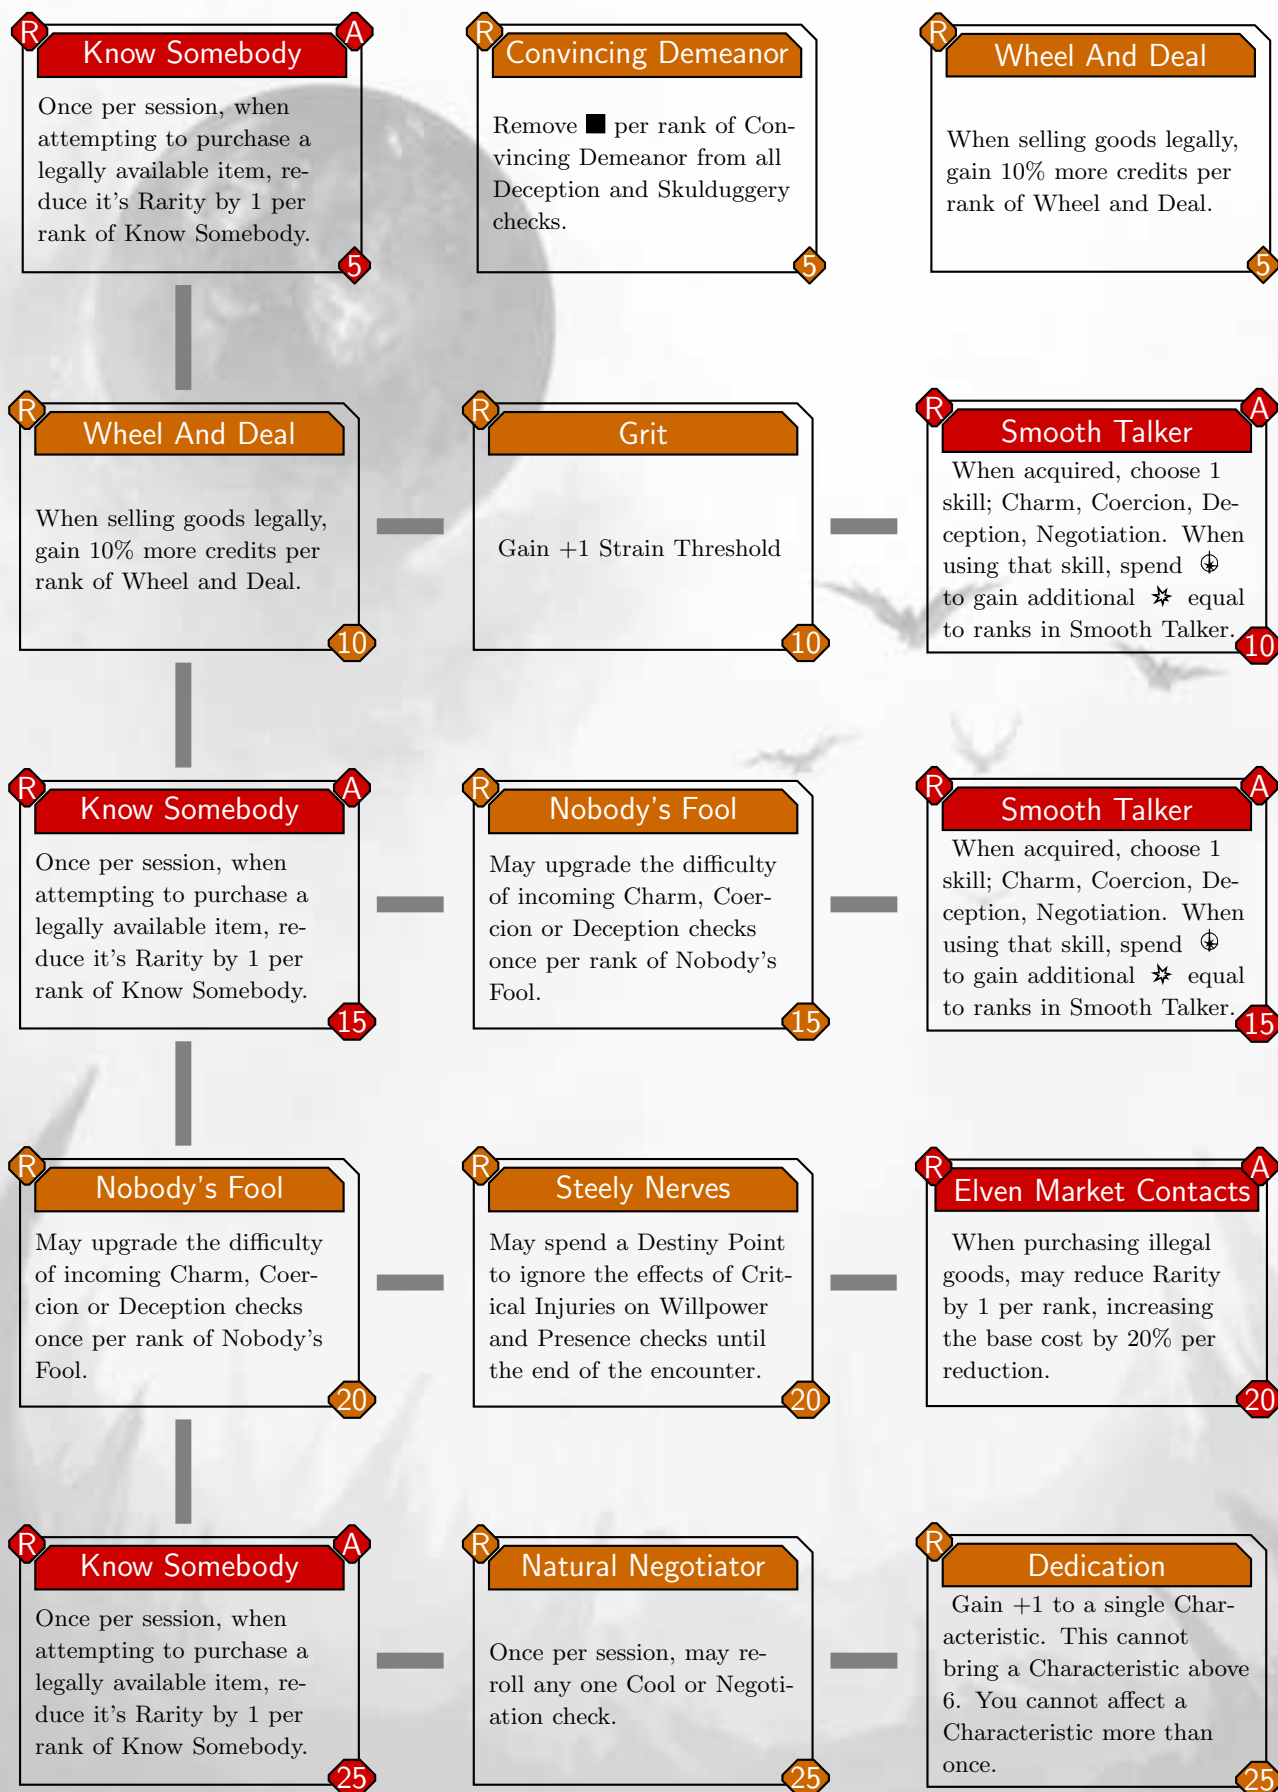 R
A
Know Somebody
Once per session, when
attempting to purchase a
legally available item, re-
duce it's Rarity by 1 per
rank of Know Somebody.
5
R
Convincing Demeanor
Remove ■ per rank of Con-
vincing Demeanor from all
Deception and Skulduggery
checks.
5
R
Wheel And Deal
When selling goods legally,
gain 10% more credits per
rank of Wheel and Deal.
5
R
Wheel And Deal
When selling goods legally,
gain 10% more credits per
rank of Wheel and Deal.
10
R
Grit
Gain +1 Strain Threshold
10
R
A
Smooth Talker
When acquired, choose 1
skill; Charm, Coercion, De-
ception, Negotiation. When
using that skill, spend
to gain additional equal
to ranks in Smooth Talker.
10
R
A
Know Somebody
Once per session, when
attempting to purchase a
legally available item, re-
duce it's Rarity by 1 per
rank of Know Somebody.
15
R
Nobody's Fool
May upgrade the difficulty
of incoming Charm, Coer-
cion or Deception checks
once per rank of Nobody's
Fool.
15
R
A
Smooth Talker
When acquired, choose 1
skill; Charm, Coercion, De-
ception, Negotiation. When
using that skill, spend
to gain additional equal
to ranks in Smooth Talker.
15
R
Nobody's Fool
May upgrade the difficulty
of incoming Charm, Coer-
cion or Deception checks
once per rank of Nobody's
Fool.
20
R
Steely Nerves
May spend a Destiny Point
to ignore the effects of Crit-
ical Injuries on Willpower
and Presence checks until
the end of the encounter.
20
R
A
Elven Market Contacts
When purchasing illegal
goods, may reduce Rarity
by 1 per rank, increasing
the base cost by 20% per
reduction.
20
R
A
Know Somebody
Once per session, when
attempting to purchase a
legally available item, re-
duce it's Rarity by 1 per
rank of Know Somebody.
25
R
Natural Negotiator
Once per session, may re-
roll any one Cool or Negoti-
ation check.
25
R
Dedication
Gain +1 to a single Char-
acteristic. This cannot
bring a Characteristic above
6. You cannot affect a
Characteristic more than
once.
25